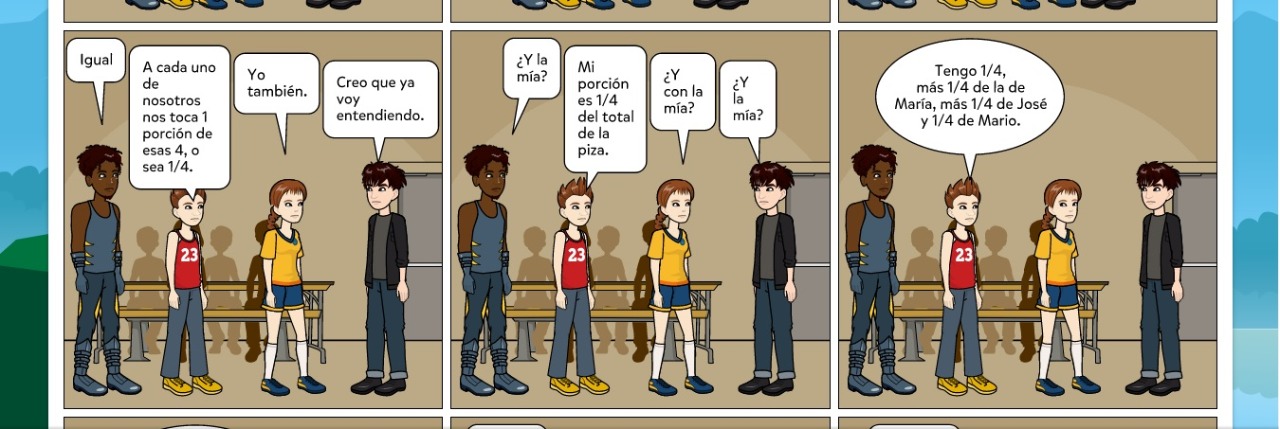 Igual
A cada uno
de
nosotros
nos toca 1
porción de
esas 4, o
sea 1/4.
Yo
también.
Creo que ya
voy
entendiendo.
23
¿Y la
mía?
Mi
porción
es 1/4
del total
de la
piza.
¿Y
con la
mía?
¿Y
la
mía?
23
Tengo 1/4,
más 1/4 de la de
María, más 1/4 de José
y 1/4 de Mario.
23